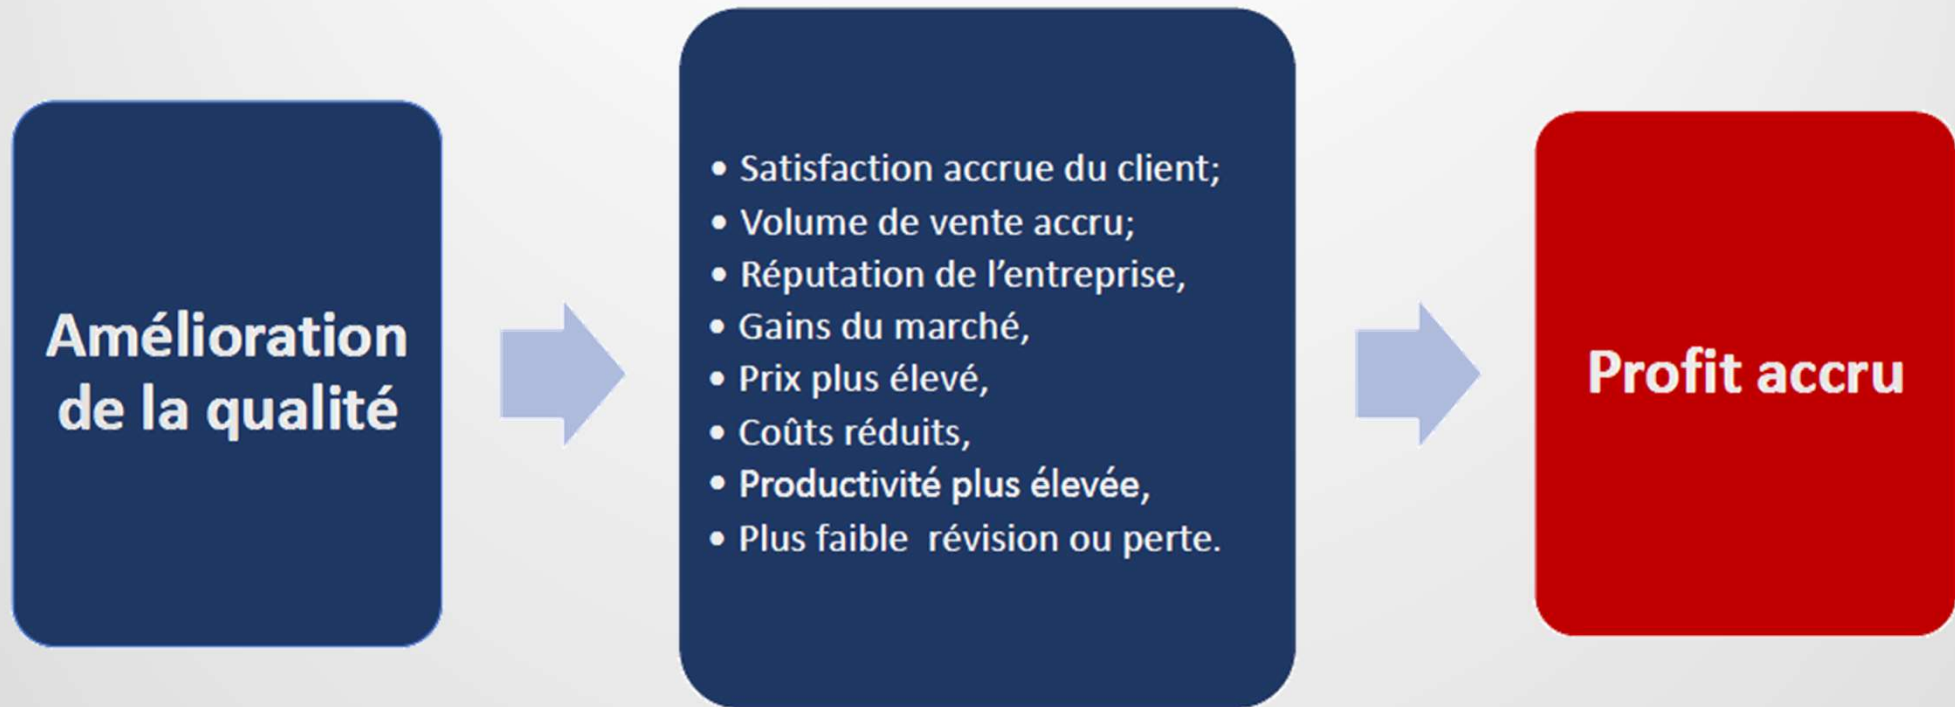 Amélioration
de la qualité
• Satisfaction accrue du client;
• Volume de vente accru;
• Réputation de l’entreprise,
• Gains du marché,
• Prix plus élevé,
• Coûts réduits,
• Productivité plus élevée,
• Plus faible  révision ou perte.
Profit accru